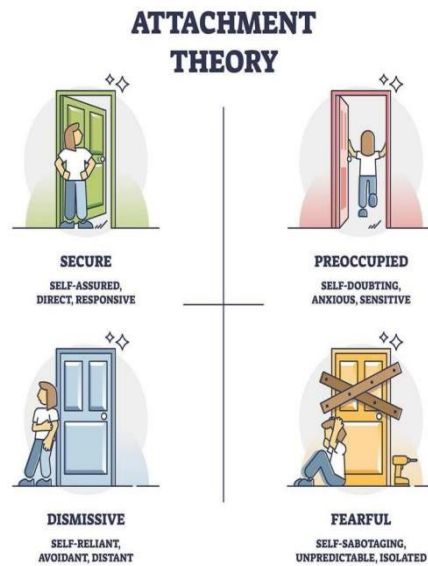 ATTACHMENT
THEORY
SECURE
SELF-ASSURED,
DIRECT, RESPONSIVE
PREOCCUPIED
SELF-DOUBTING,
ANXIOUS, SENSITIVE
DISMISSIVE
SELF-RELIANT,
AVOIDANT, DISTANT
FEARFUL
SELF-SABOTAGING,
UNPREDICTABLE, ISOLATED